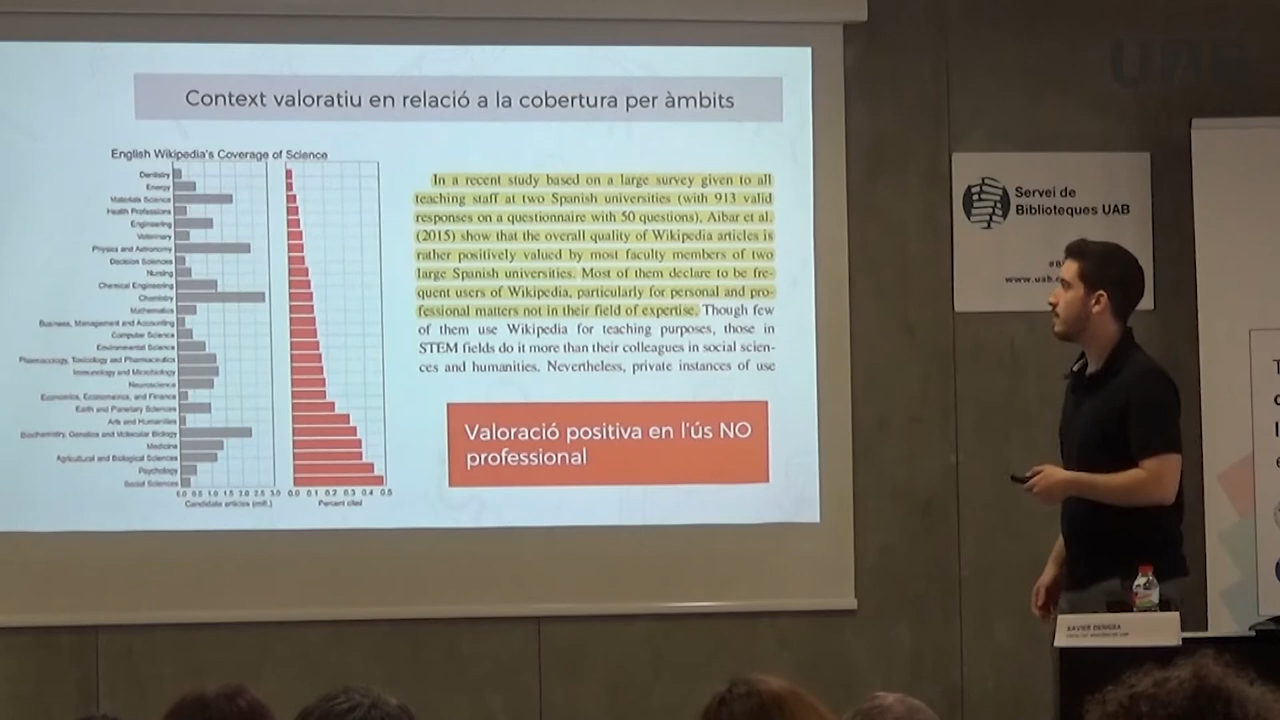 UAB
Context valoratiu en relació a la cobertura per àmbits
English Wikipedia's Coverage of Science
Dentistry
Energy
Materials Science
Health Professions
Engineering
Veterinary
Physics and Astronomy
Decision Sciences
Nursing
Chemical Engineering
Chemistry
Mathematics
Business, Management and Accounting
Computer Science
Environmental Science
Pharmacology, Toxicology and Pharmaceutics
Immunology and Microbiology
Neuroscience
Economics, Econometrics, and Finance
Earth and Planetary Sciences
Arts and Humanities
Biochemistry, Genetics and Molecular Biology
Medicine
Agricultural and Biological Sciences
Psychology
Social Sciences
0.0 0.5 1.0 1.5 2.0 2.5 3.0
Candidate articles (mill.)
0.0 0.1 0.2 0.3 0.4 0.5
Percent cited
In a recent study based on a large survey given to all
teaching staff at two Spanish universities (with 913 valid
responses on a questionnaire with 50 questions), Aibar et al.
(2015) show that the overall quality of Wikipedia articles is
rather positively valued by most faculty members of two
large Spanish universities. Most of them declare to be fre-
quent users of Wikipedia, particularly for personal and pro-
fessional matters not in their field of expertise. Though few
of them use Wikipedia for teaching purposes, those in
STEM fields do it more than their colleagues in social scien-
ces and humanities. Nevertheless, private instances of use
Valoració positiva en l'ús NO
professional
Servei de
Biblioteques UAB
www.uab.
XAVIER DENGRA